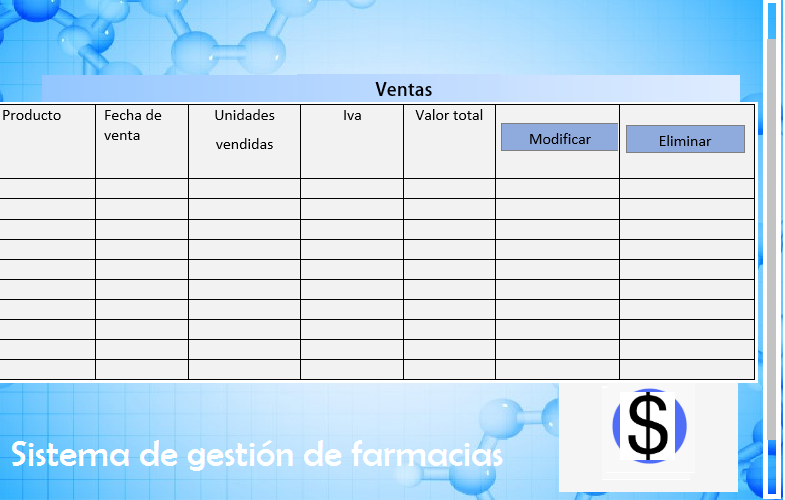 Ventas
Producto
Fecha de
venta
Unidades
vendidas
Iva
Valor total
Modificar
Eliminar
Sistema de gestión de farmacias
$